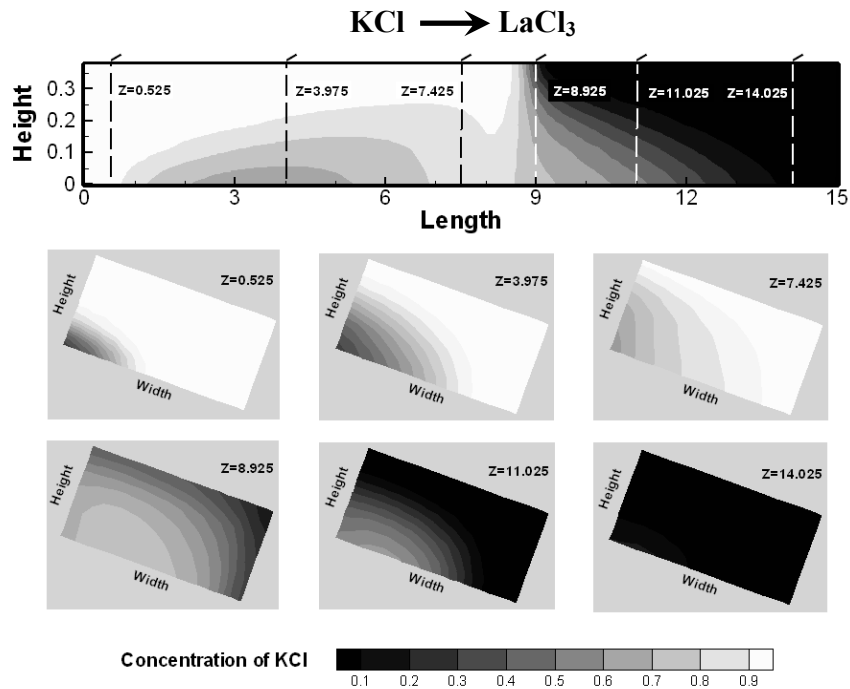 KCl → LaCl₃
Height
0.3
0.2
0.1
0
Z=0.525
Z=3.975
Z=7.425
Z=8.925
Z=11.025
Z=14.025
0 3 6 9 12 15
Length
Z=0.525
Height
Width
Z=3.975
Height
Width
Z=7.425
Height
Width
Z=8.925
Height
Width
Z=11.025
Height
Width
Z=14.025
Height
Width
Concentration of KCl
0.1 0.2 0.3 0.4 0.5 0.6 0.7 0.8 0.9